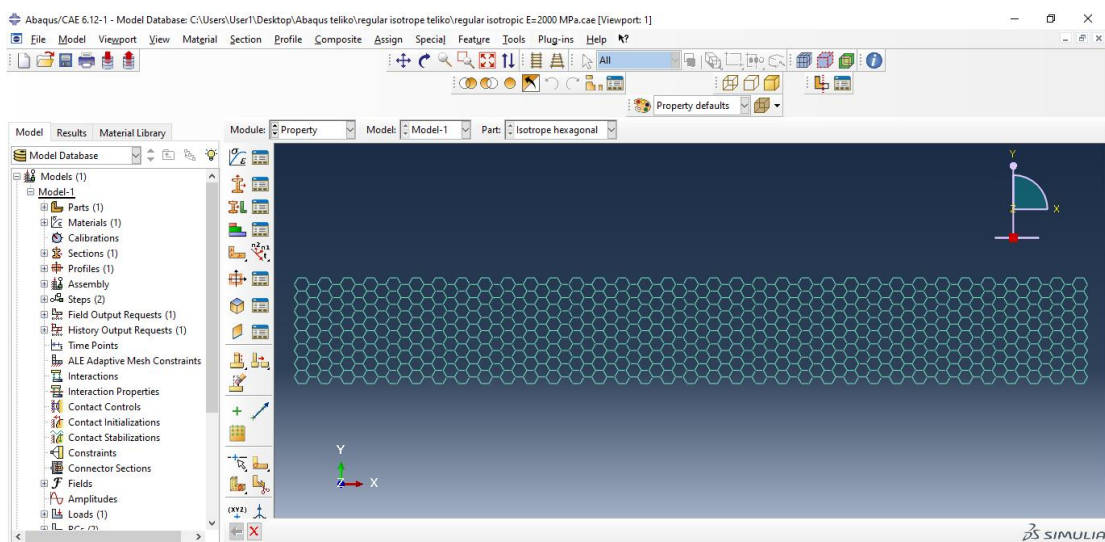 Abaqus/CAE 6.12-1 - Model Database: C:\Users\User1\Desktop\Abaqus teliko\regular isotrope teliko\regular isotropic E=2000 MPa.cae [Viewport: 1]
File Model Viewport View Material Section Profile Composite Assign Special Feature Tools Plug-ins Help
All
Property defaults
Model Results Material Library
Module: Property Model: Model-1 Part: Isotrope hexagonal
Model Database
Models (1)
Model-1
Parts (1)
Materials (1)
Calibrations
Sections (1)
Profiles (1)
Assembly
Steps (2)
Field Output Requests (1)
History Output Requests (1)
Time Points
ALE Adaptive Mesh Constraints
Interactions
Interaction Properties
Contact Controls
Contact Initializations
Contact Stabilizations
Constraints
Connector Sections
Fields
Amplitudes
Loads (1)
BCs (2)
n2 n1
t
(XYZ)
Y
Z X
Y
Z X
SIMULIA